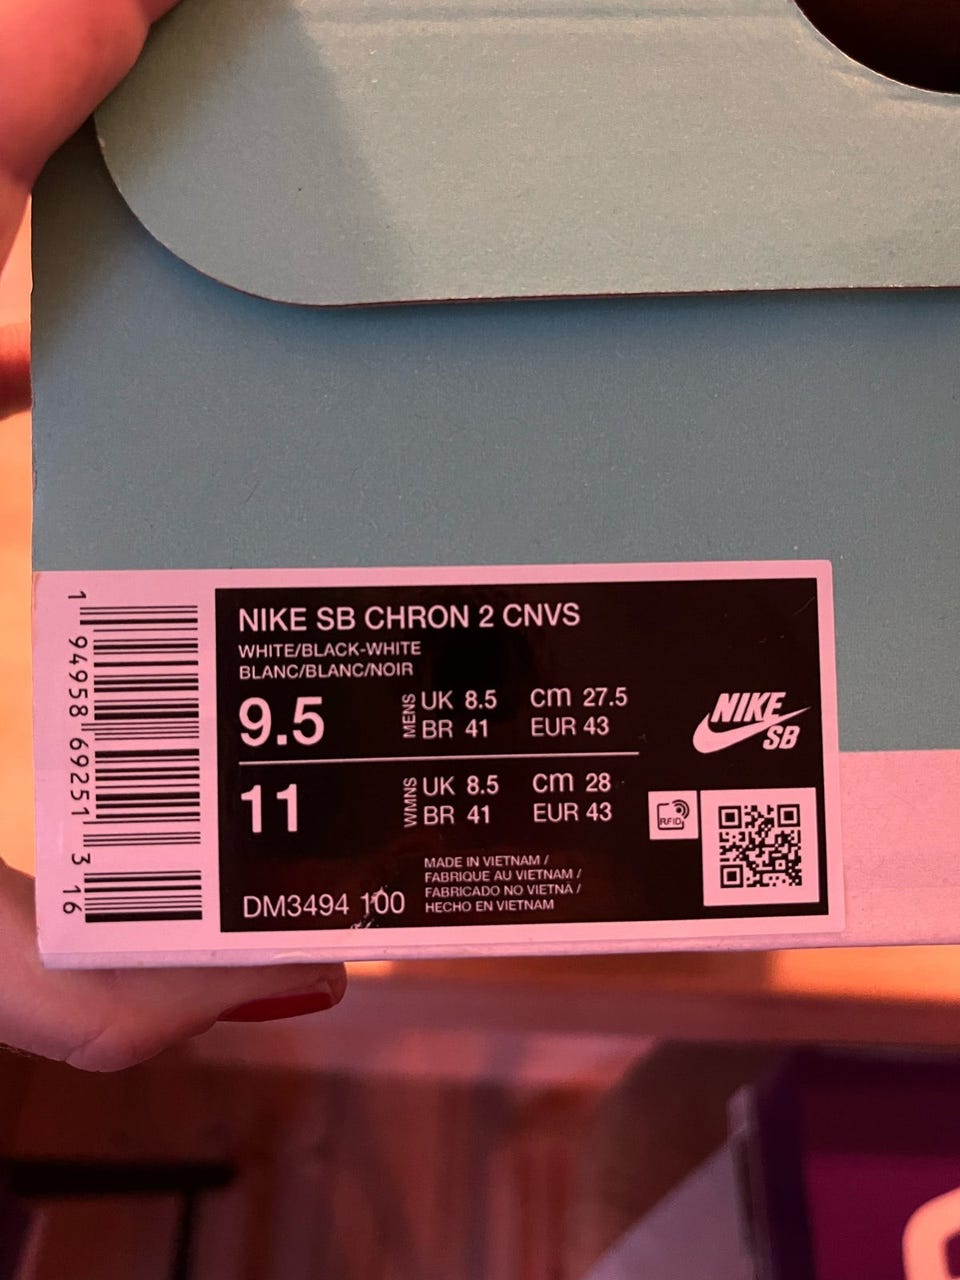 NIKE SB CHRON 2 CNVS
WHITE/BLACK-WHITE
BLANC/BLANC/NOIR
9.5 MENS UK 8.5 cm 27.5
BR 41 EUR 43
11 WMNS UK 8.5 cm 28
BR 41 EUR 43
NIKE
SB
RFID
MADE IN VIETNAM /
FABRIQUE AU VIETNAM /
FABRICADO NO VIETNÃ /
HECHO EN VIETNAM
DM3494 100
1 94958 69251 3 16